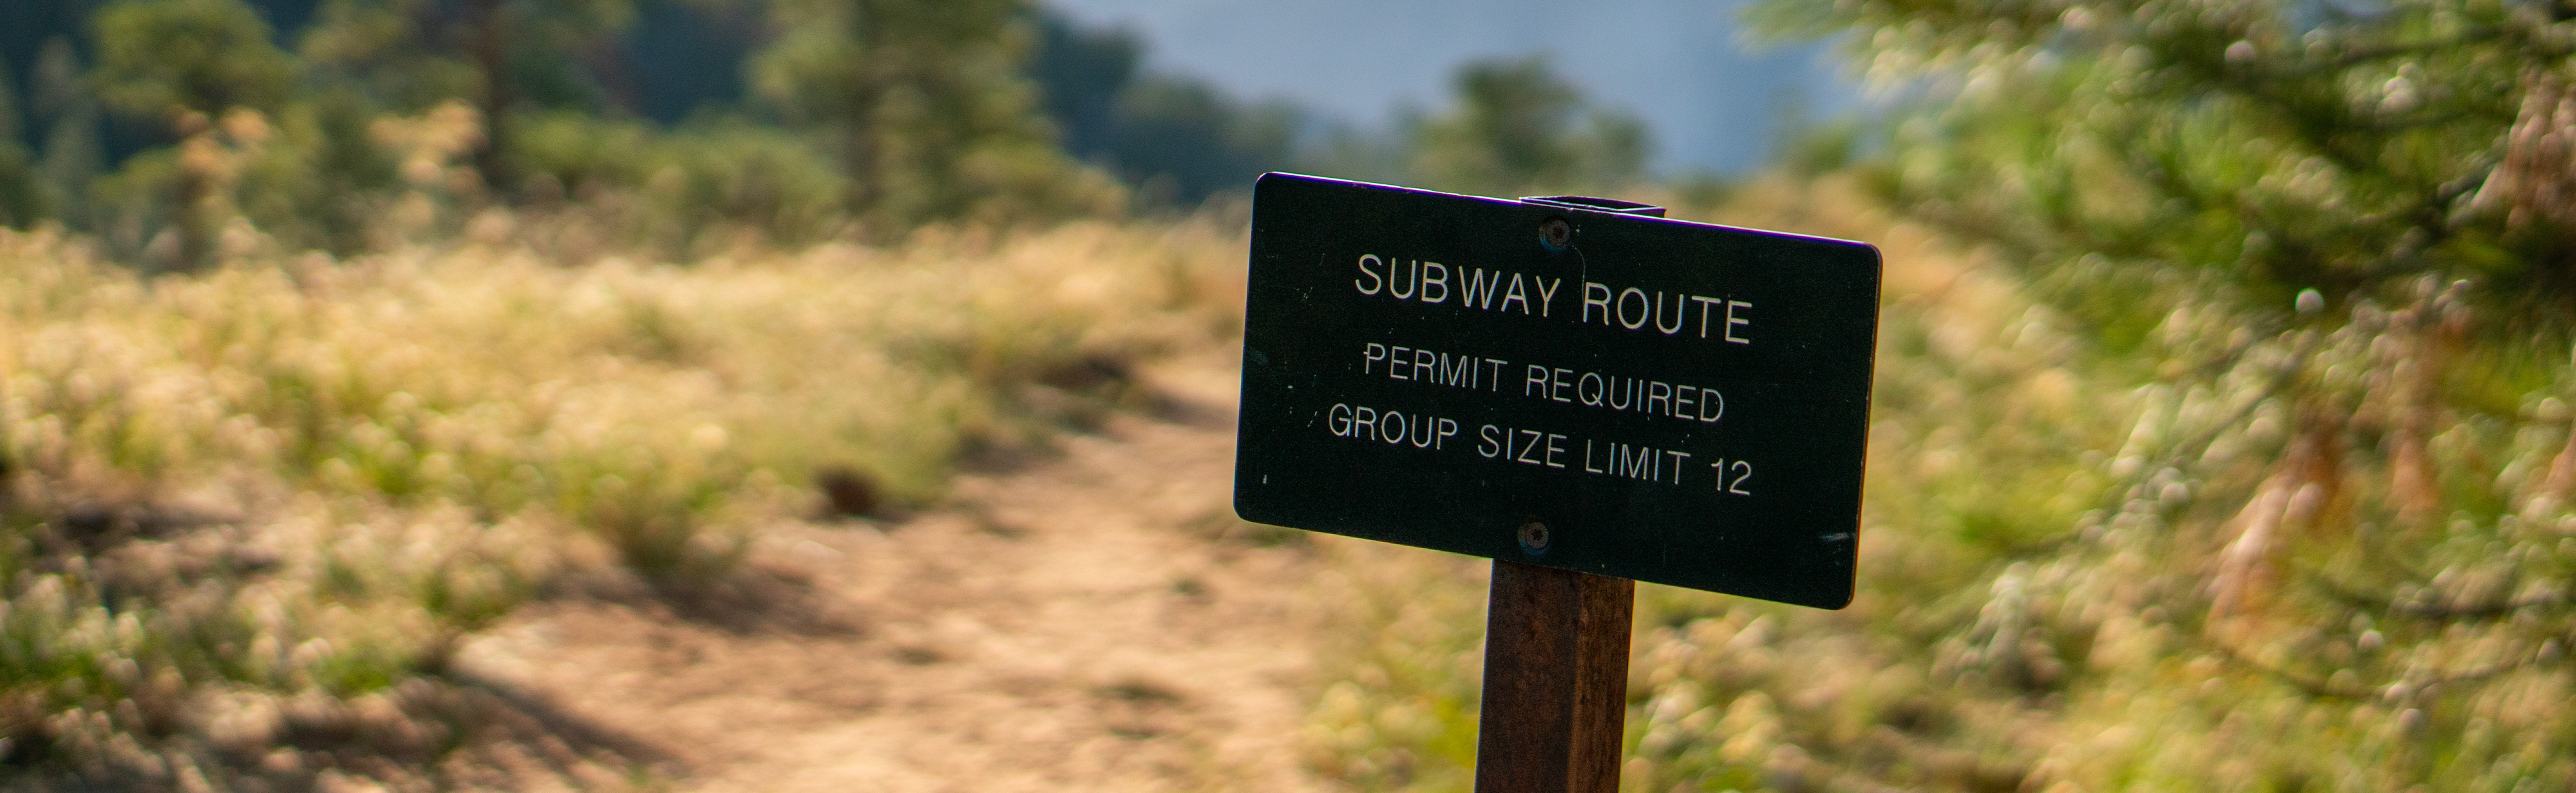 SUBWAY ROUTE
PERMIT REQUIRED
GROUP SIZE LIMIT 12